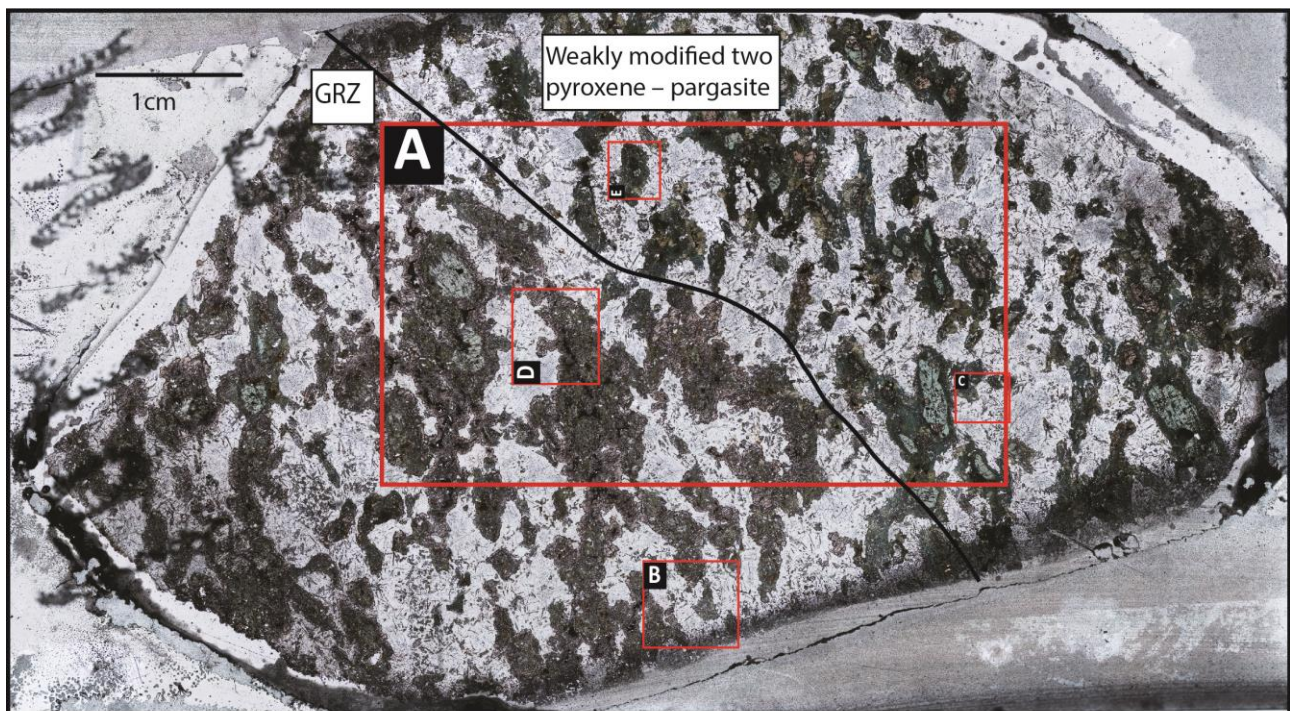 Weakly modified two
pyroxene – pargasite
1cm
GRZ
A
E
D
C
B